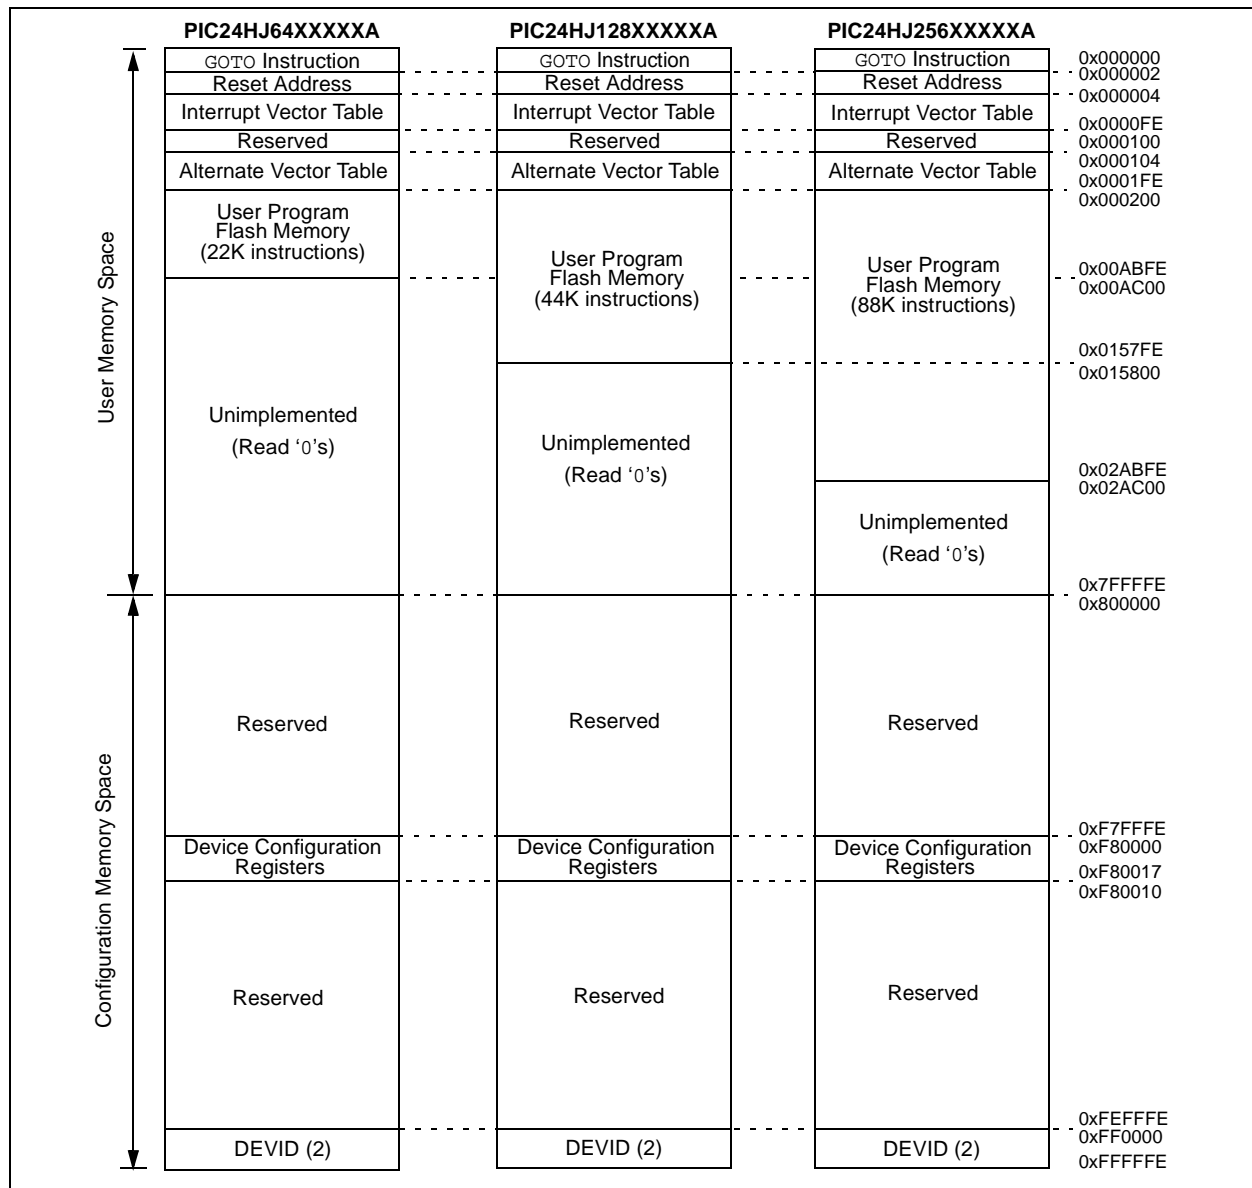 PIC24HJ64XXXXXA
PIC24HJ128XXXXXA
PIC24HJ256XXXXXA
GOTO Instruction
GOTO Instruction
GOTO Instruction
0x000000
0x000002
Reset Address
Reset Address
Reset Address
0x000004
Interrupt Vector Table
Interrupt Vector Table
Interrupt Vector Table
0x0000FE
Reserved
Reserved
Reserved
0x000100
0x000104
Alternate Vector Table
Alternate Vector Table
Alternate Vector Table
0x0001FE
0x000200
User Memory Space
User Program
Flash Memory
(22K instructions)
User Program
Flash Memory
(44K instructions)
User Program
Flash Memory
(88K instructions)
0x00ABFE
0x00AC00
0x0157FE
0x015800
Unimplemented
(Read ‘0’s)
Unimplemented
(Read ‘0’s)
0x02ABFE
0x02AC00
Unimplemented
(Read ‘0’s)
0x7FFFFE
0x800000
Configuration Memory Space
Reserved
Reserved
Reserved
0xF7FFFE
0xF80000
Device Configuration
Registers
Device Configuration
Registers
Device Configuration
Registers
0xF80017
0xF80010
Reserved
Reserved
Reserved
0xFEFFFE
0xFF0000
DEVID (2)
DEVID (2)
DEVID (2)
0xFFFFFE